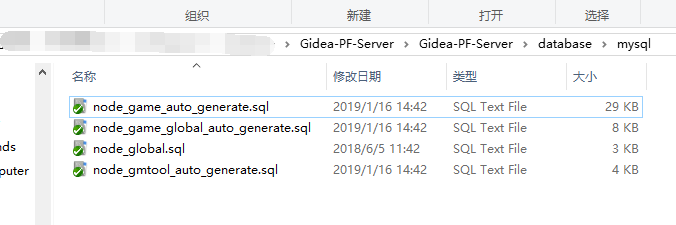 组织 新建 打开 选择
Gidea-PF-Server > Gidea-PF-Server > database > mysql
名称 修改日期 类型 大小
node_game_auto_generate.sql 2019/1/16 14:42 SQL Text File 29 KB
node_game_global_auto_generate.sql 2019/1/16 14:42 SQL Text File 8 KB
nds node_global.sql 2018/6/5 11:42 SQL Text File 3 KB
puter node_gmtool_auto_generate.sql 2019/1/16 14:42 SQL Text File 4 KB